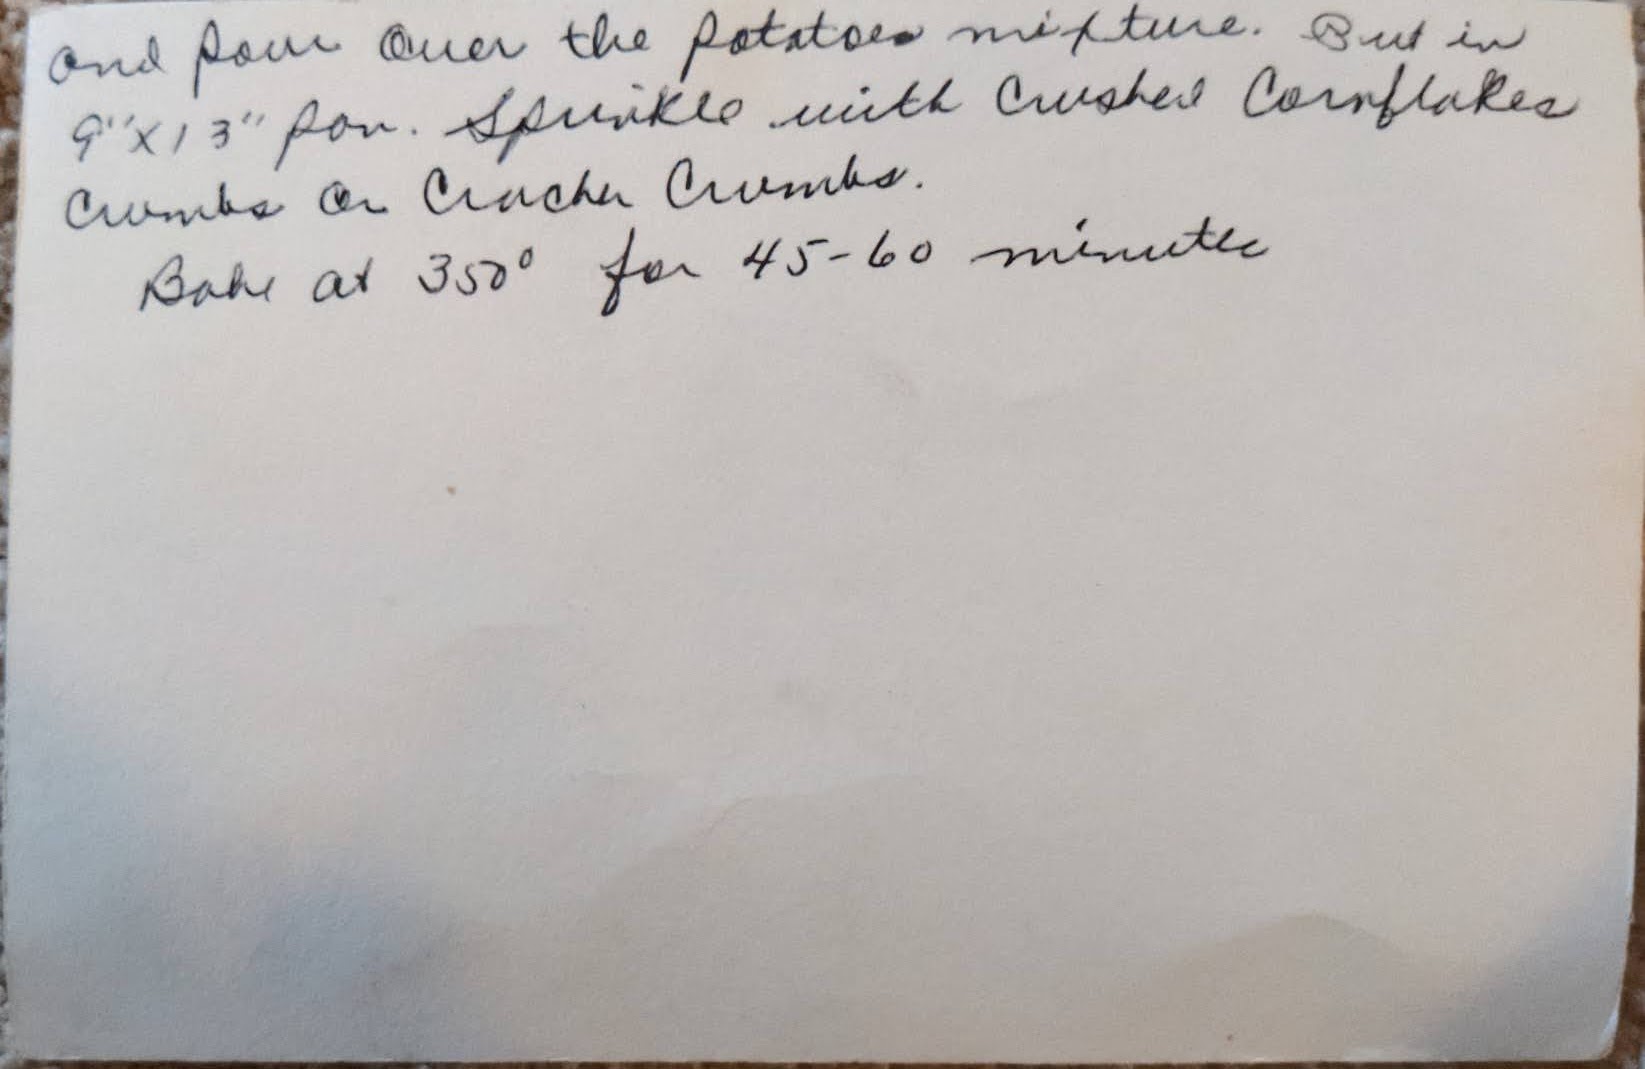 and pour over the potatoes mixture. Put in
9"x13" pan. Sprinkle with crushed Cornflakes
Crumbs or Cracker Crumbs.
Bake at 350° for 45-60 minutes